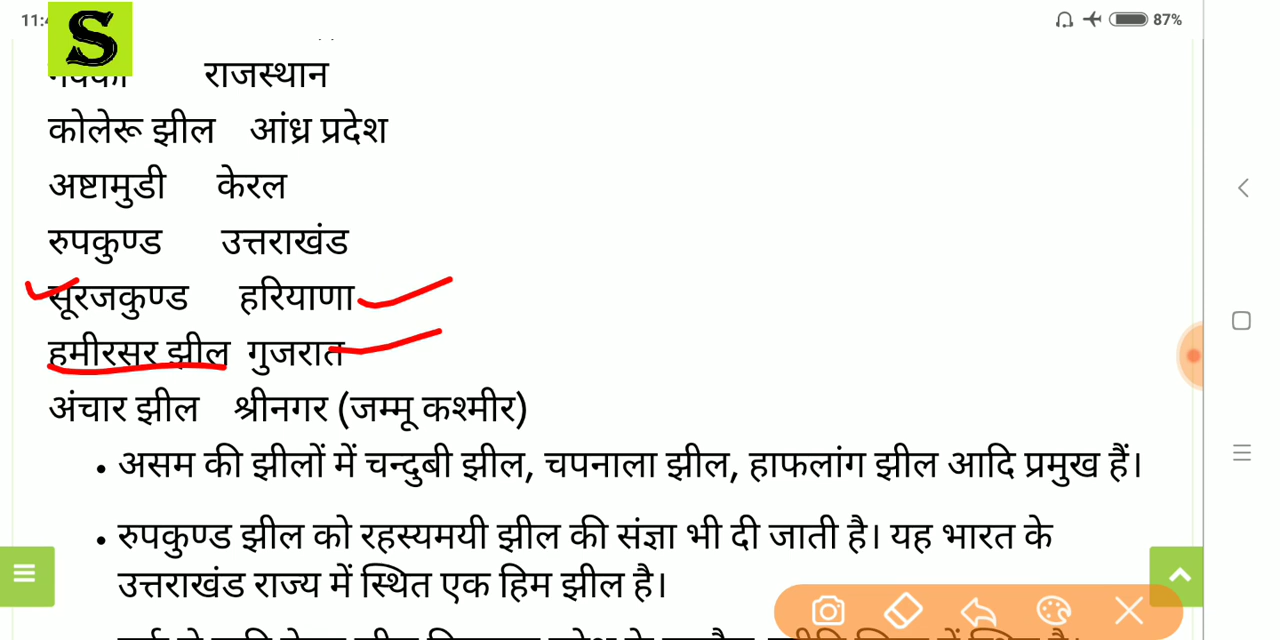 11:4
87%
S
राजस्थान
कोलेरू झील आंध्र प्रदेश
अष्टामुडी केरल
रुपकुण्ड उत्तराखंड
सूरजकुण्ड हरियाणा
हमीरसर झील गुजरात
अंचार झील श्रीनगर (जम्मू कश्मीर)
• असम की झीलों में चन्दुबी झील, चपनाला झील, हाफलांग झील आदि प्रमुख हैं।
• रुपकुण्ड झील को रहस्यमयी झील की संज्ञा भी दी जाती है। यह भारत के
उत्तराखंड राज्य में स्थित एक हिम झील है।